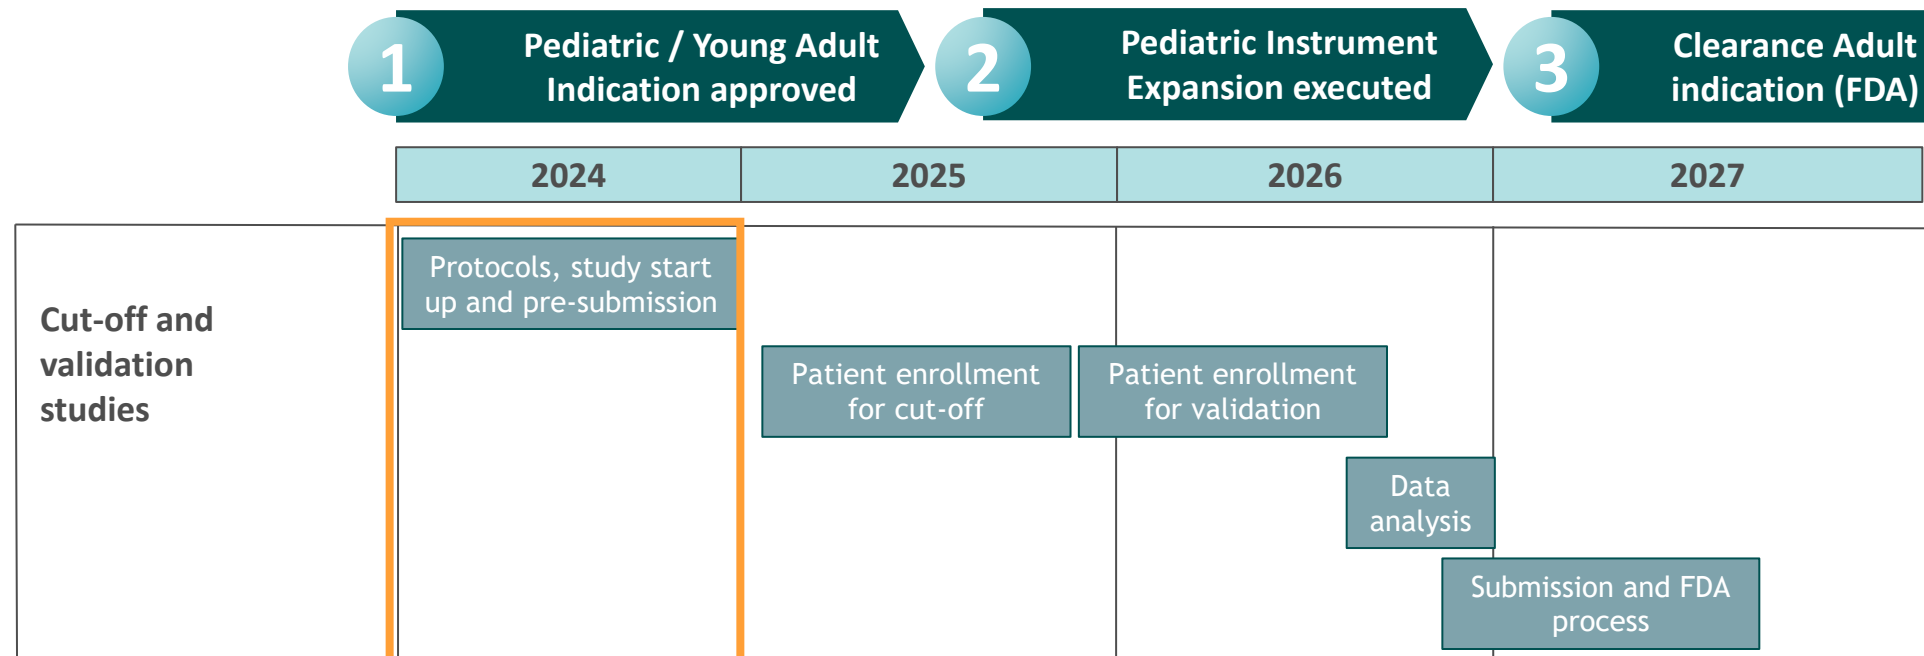 1
Pediatric / Young Adult
Indication approved
2
Pediatric Instrument
Expansion executed
3
Clearance Adult
indication (FDA)
2024
2025
2026
2027
Cut-off and
validation
studies
Protocols, study start
up and pre-submission
Patient enrollment
for cut-off
Patient enrollment
for validation
Data
analysis
Submission and FDA
process